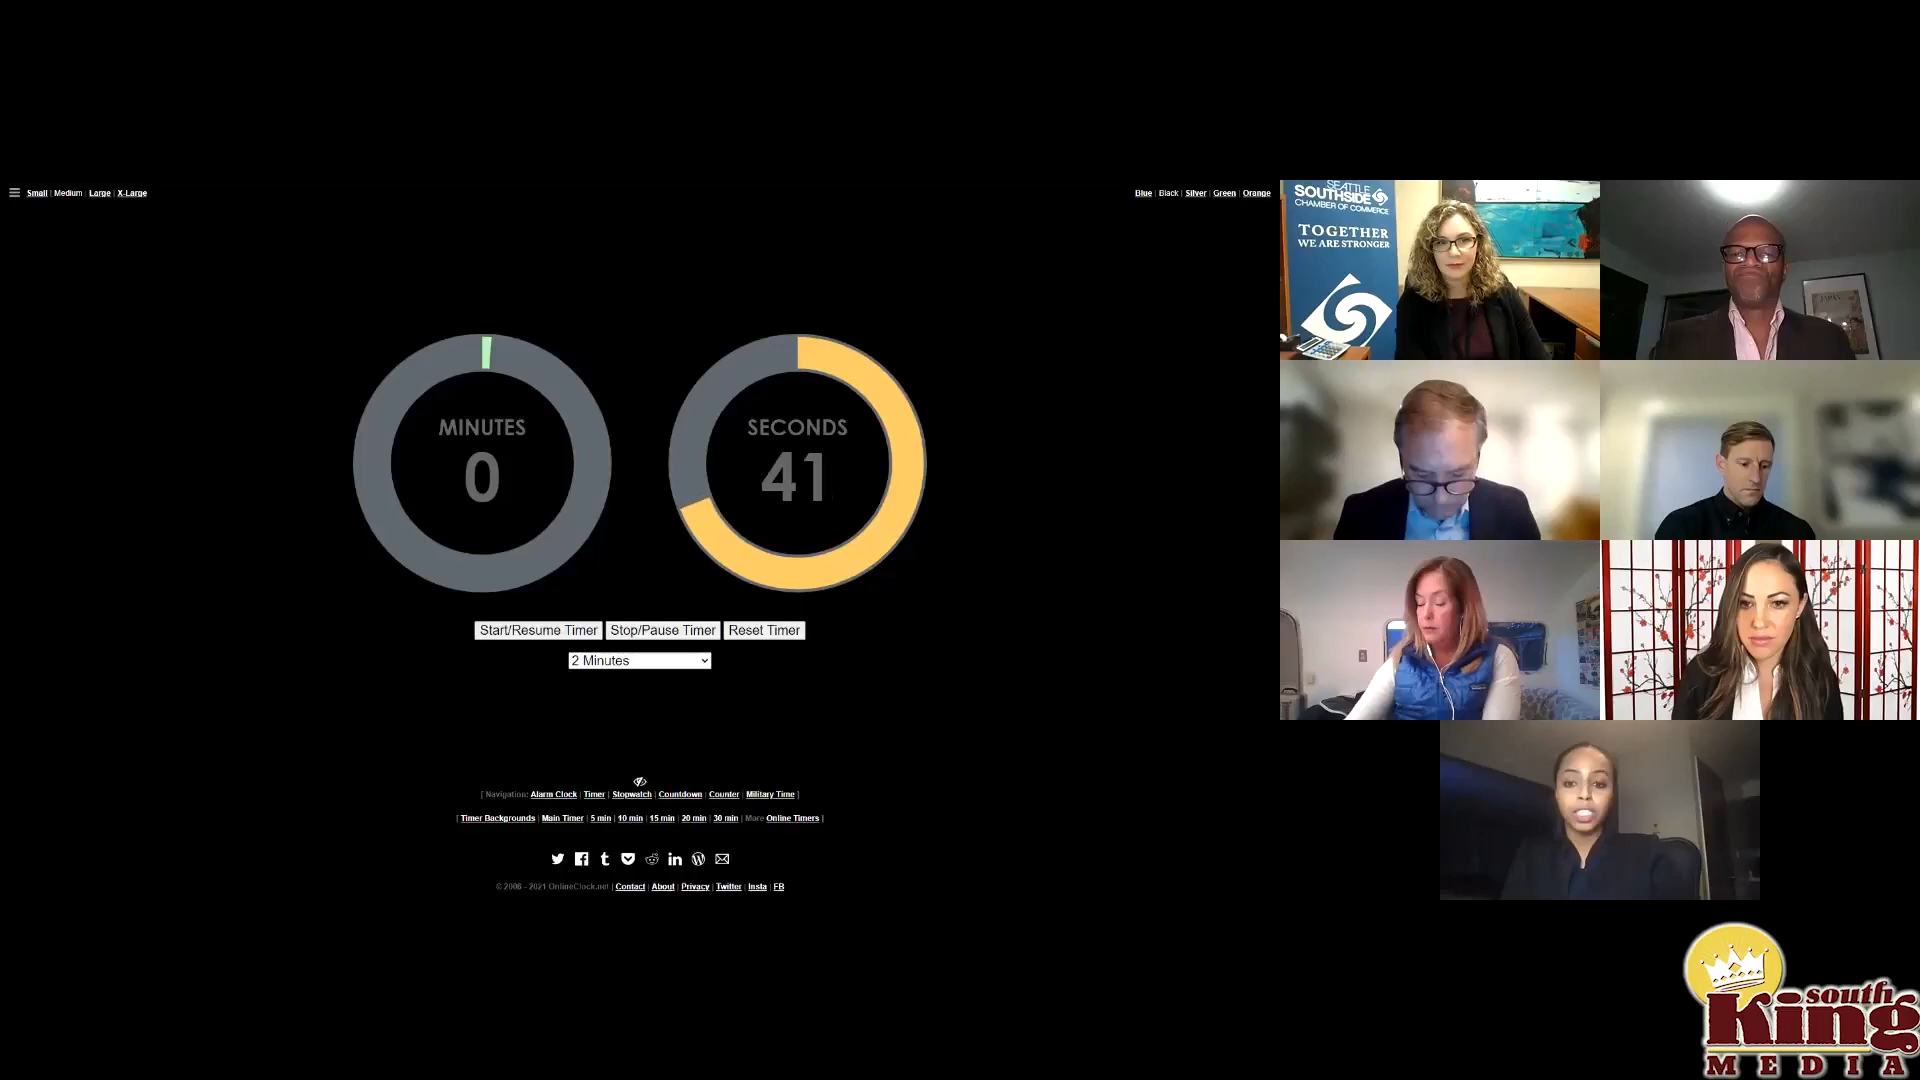 Small | Medium | Large | X-Large
Blue | Black | Silver | Green | Orange
SEATTLE
SOUTHSIDE
CHAMBER OF COMMERCE
TOGETHER
WE ARE STRONGER
JAPAN
MINUTES
0
SECONDS
41
Start/Resume Timer Stop/Pause Timer Reset Timer
2 Minutes
[ Navigation: Alarm Clock | Timer | Stopwatch | Countdown | Counter | Military Time ]
[ Timer Backgrounds | Main Timer | 5 min | 10 min | 15 min | 20 min | 30 min | More Online Timers ]
© 2006 - 2021 OnlineClock.net | Contact | About | Privacy | Twitter | Insta | FB
south
King
MEDIA